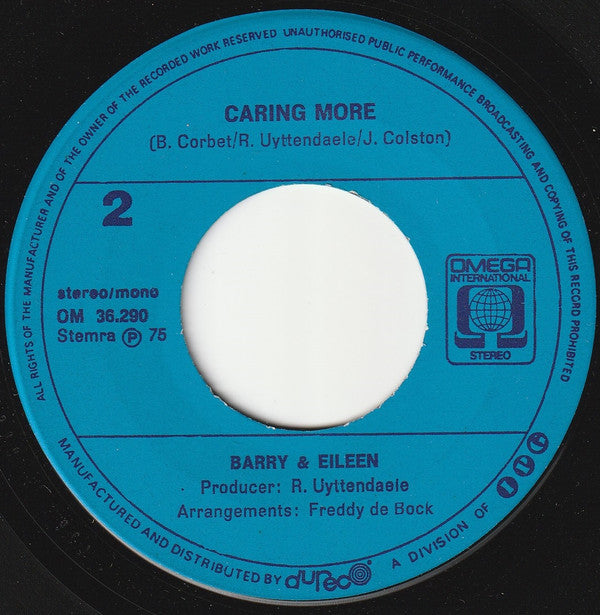 ALL RIGHTS OF THE MANUFACTURER AND OF THE OWNER OF THE RECORDED WORK RESERVED UNAUTHORISED PUBLIC PERFORMANCE BROADCASTING AND COPYING OF THIS RECORD PROHIBITED
CARING MORE
(B. Corbet/R. Uyttendaele/J. Colston)
2
stereo/mono
OM 36.290
Stemra Ⓟ 75
OMEGA
INTERNATIONAL
STEREO
BARRY & EILEEN
Producer: R. Uyttendaele
Arrangements: Freddy de Bock
MANUFACTURED AND DISTRIBUTED BY dureco A DIVISION OF